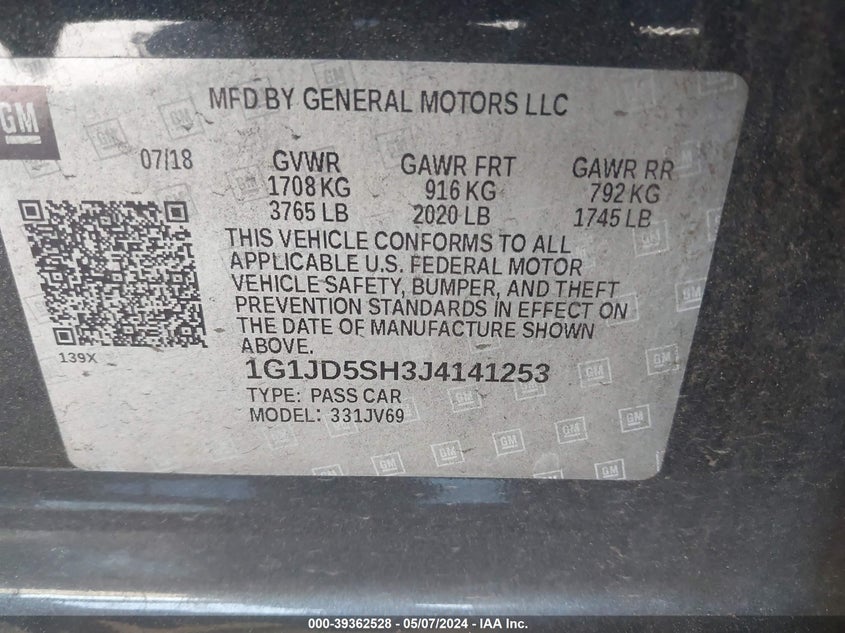 GM
MFD BY GENERAL MOTORS LLC
07/18 GVWR GAWR FRT GAWR RR
1708 KG 916 KG 792 KG
3765 LB 2020 LB 1745 LB
THIS VEHICLE CONFORMS TO ALL
APPLICABLE U.S. FEDERAL MOTOR
VEHICLE SAFETY, BUMPER, AND THEFT
PREVENTION STANDARDS IN EFFECT ON
THE DATE OF MANUFACTURE SHOWN
ABOVE.
139X
1G1JD5SH3J4141253
TYPE: PASS CAR
MODEL: 331JV69
000-39362528 - 05/07/2024 - IAA Inc.